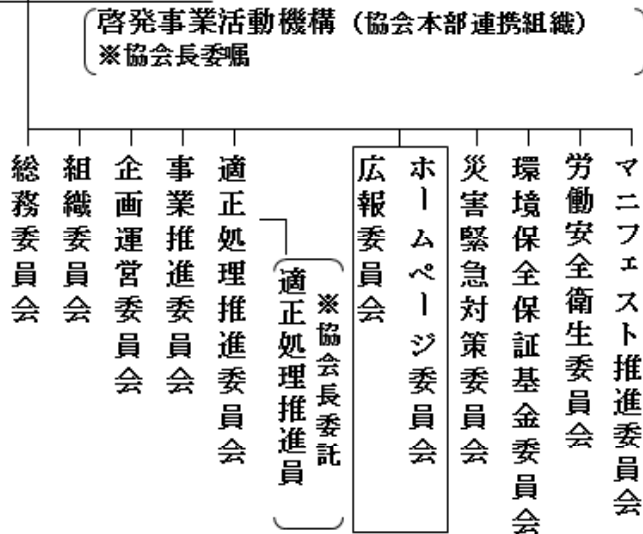 啓発事業活動機構（協会本部連携組織）
※協会長委嘱
総務委員会
組織委員会
企画運営委員会
事業推進委員会
適正処理推進委員会
※協会長委託
適正処理推進員
ホームページ委員会
広報委員会
災害緊急対策委員会
環境保全保証基金委員会
労働安全衛生委員会
マニフェスト推進委員会